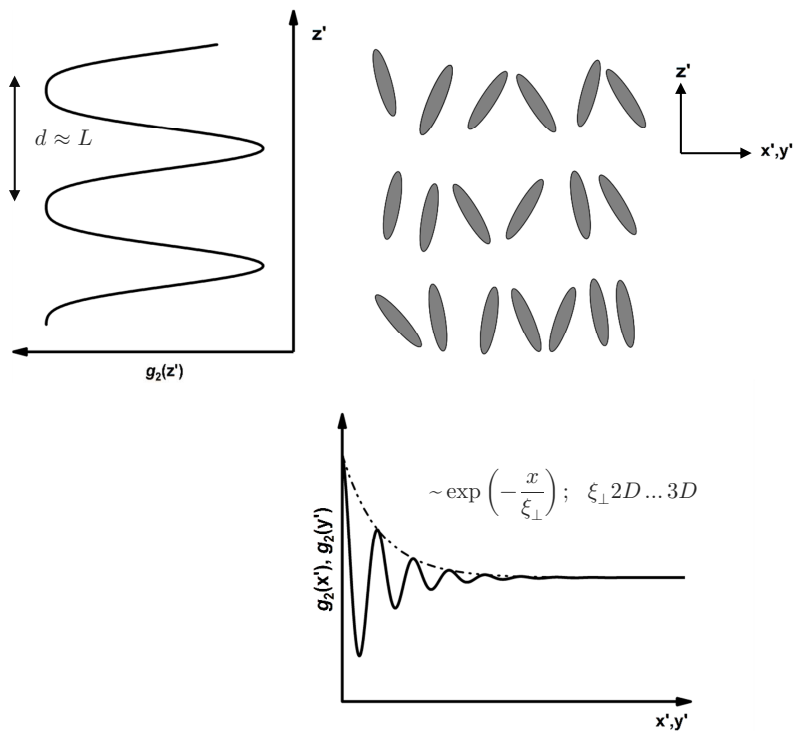 z'
z'
d ≈ L
x',y'
g₂(z')
~ exp (−x/ξ⊥); ξ⊥2D ... 3D
g₂(x'), g₂(y')
x',y'